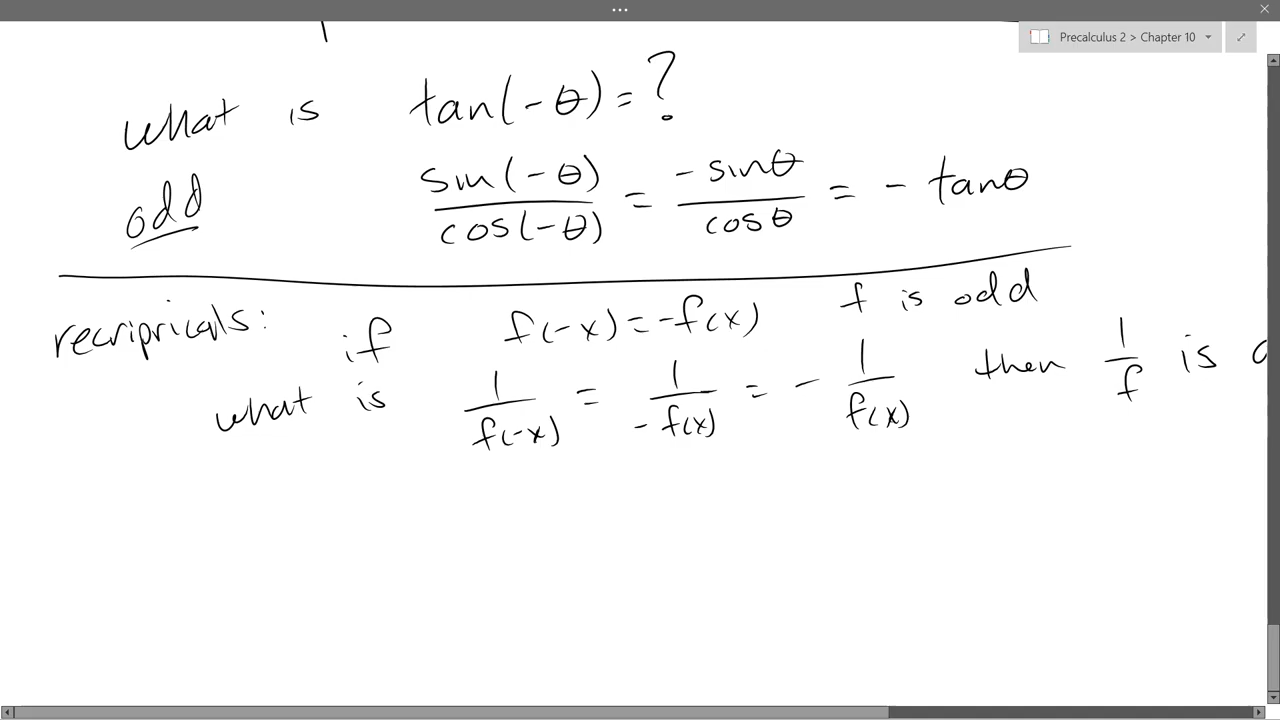 Precalculus 2 > Chapter 10
what is tan(-θ) = ?
odd sin(-θ)/cos(-θ) = -sinθ/cosθ = - tanθ
recripricals: if f(-x) = -f(x) f is odd
what is 1/f(-x) = 1/-f(x) = - 1/f(x) then 1/f is